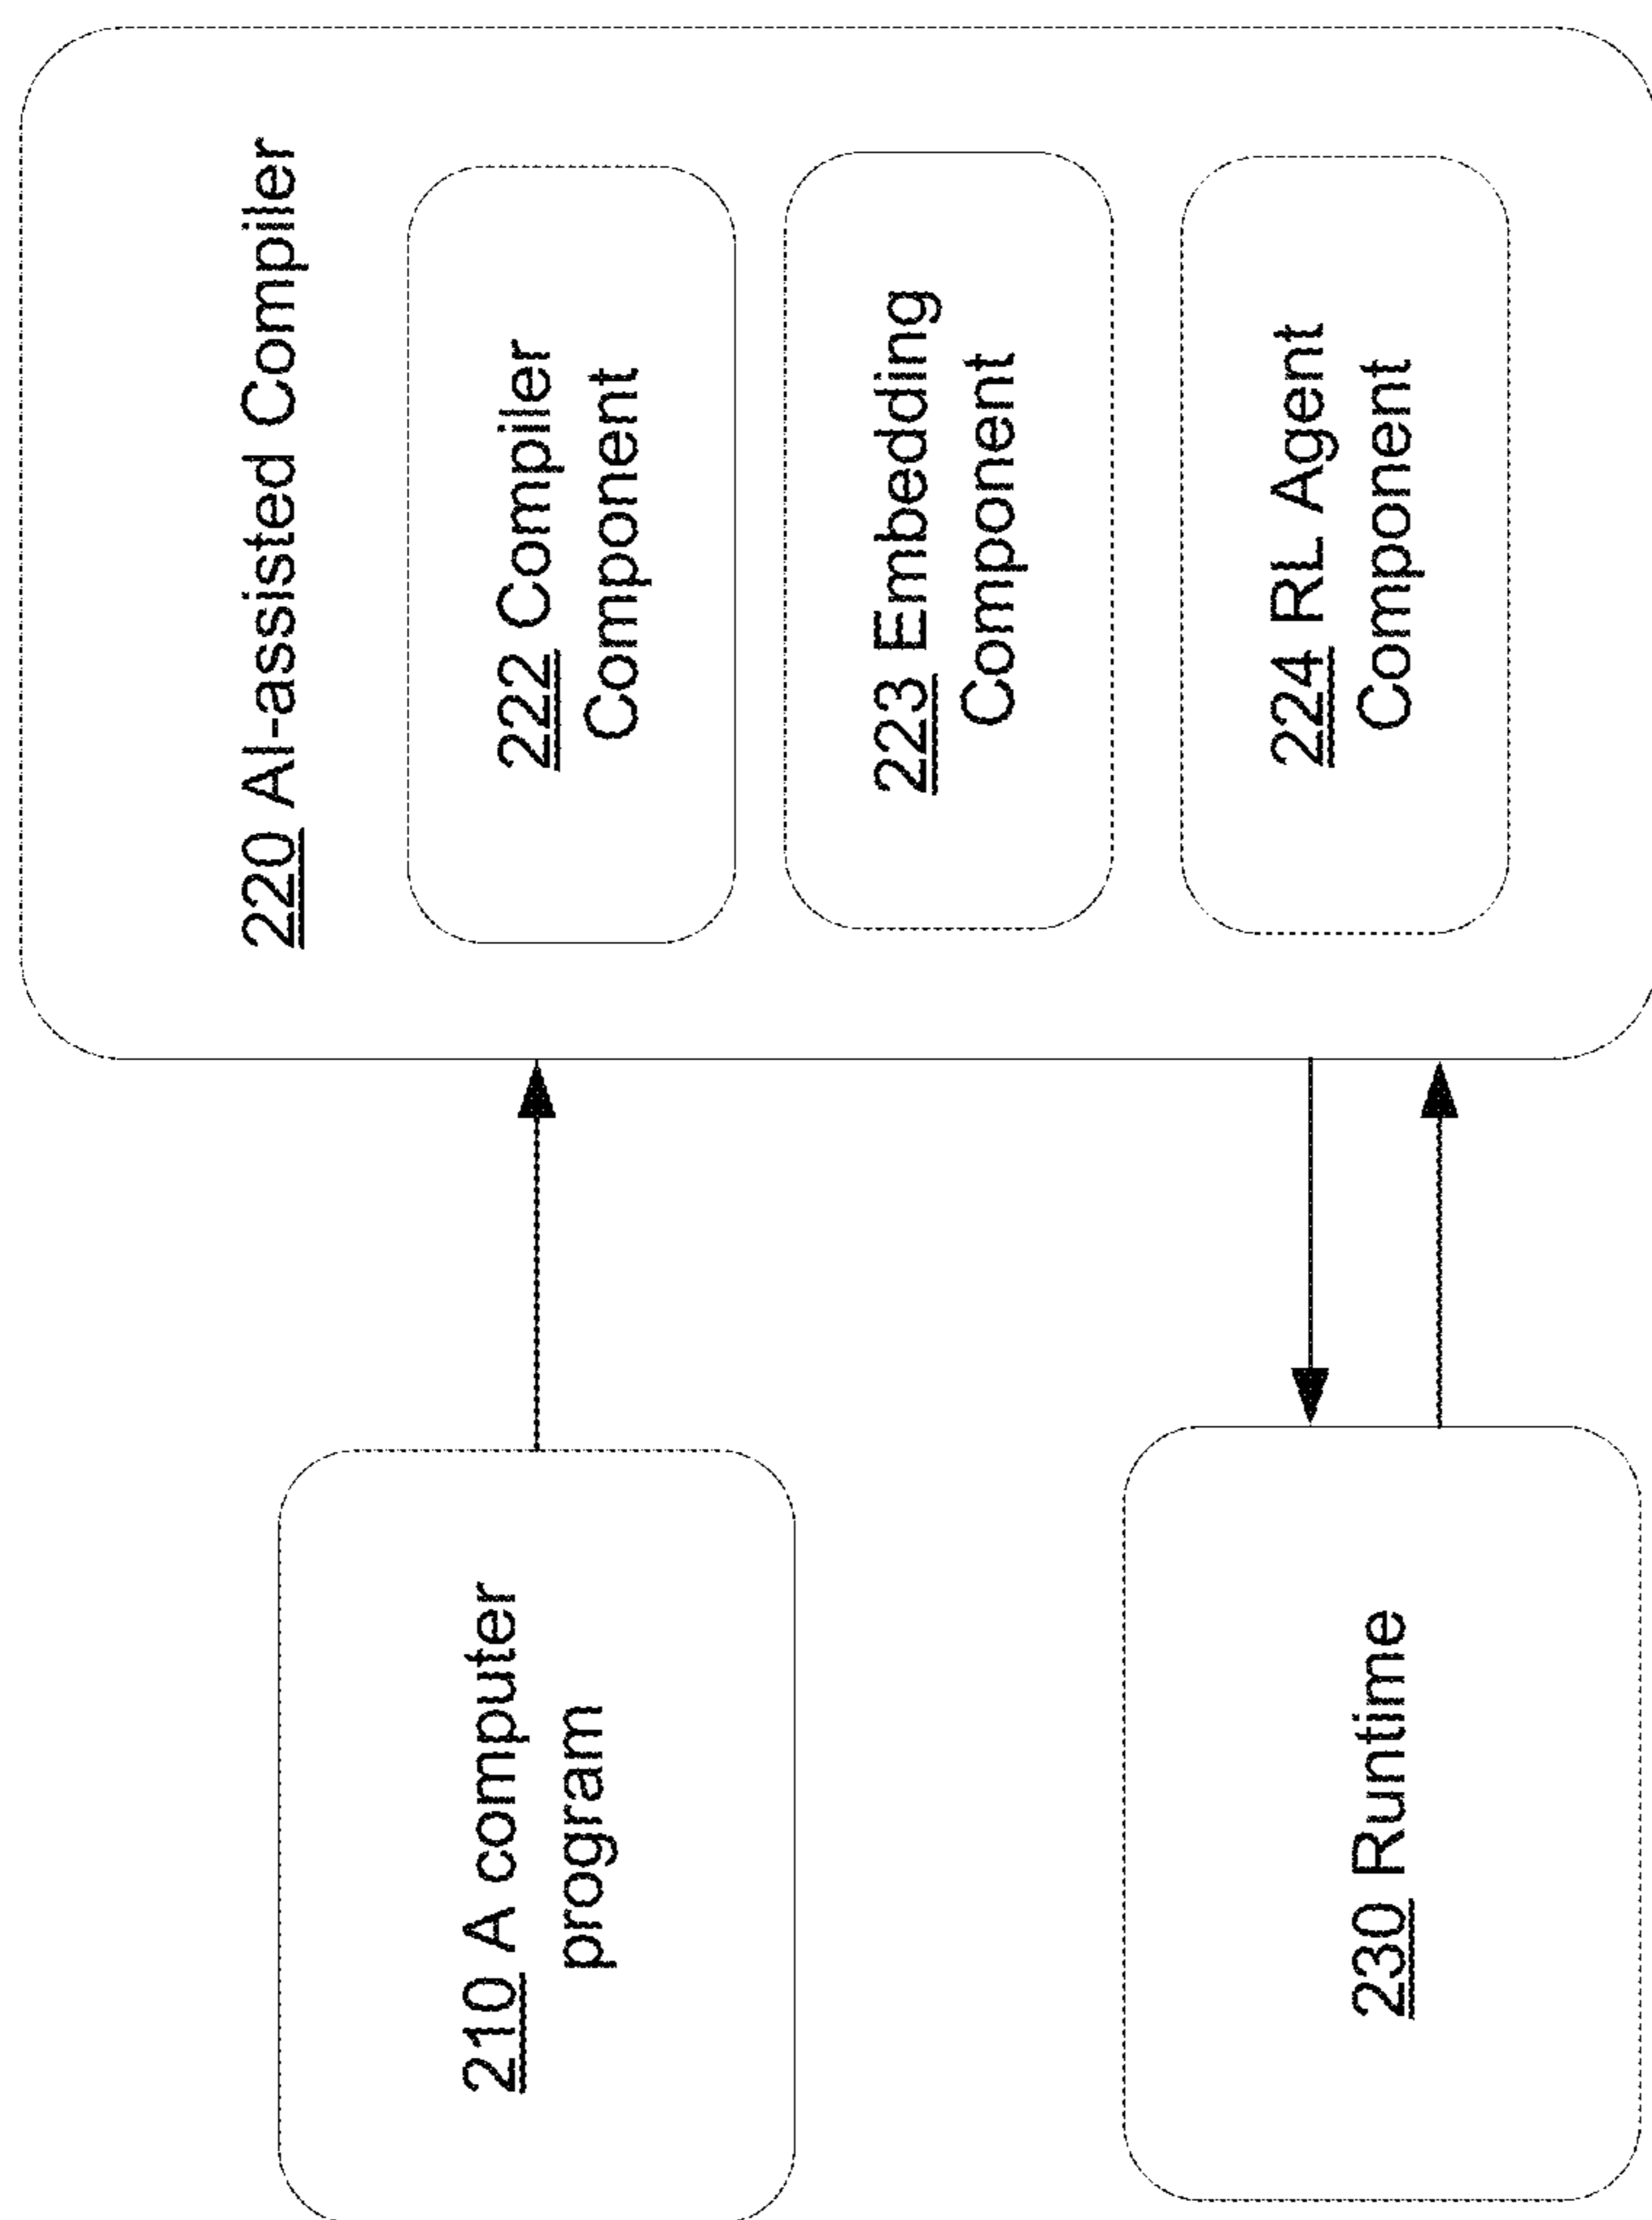 210 A computer
program
220 AI-assisted Compiler
222 Compiler
Component
223 Embedding
Component
224 RL Agent
Component
230 Runtime